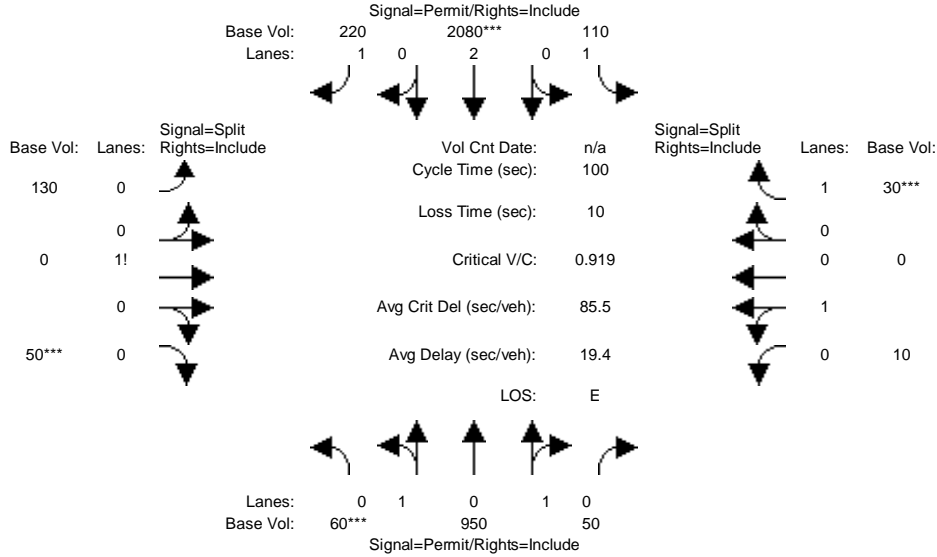 Signal=Permit/Rights=Include
Base Vol: 220 2080*** 110
Lanes: 1 0 2 0 1
Signal=Split
Base Vol: Lanes: Rights=Include
Vol Cnt Date: n/a
Signal=Split
Rights=Include Lanes: Base Vol:
Cycle Time (sec): 100
130 0
1 30***
Loss Time (sec): 10
0
0
0 1!
Critical V/C: 0.919
0 0
0
Avg Crit Del (sec/veh): 85.5
1
50*** 0
Avg Delay (sec/veh): 19.4
0 10
LOS: E
Lanes: 0 1 0 1 0
Base Vol: 60*** 950 50
Signal=Permit/Rights=Include